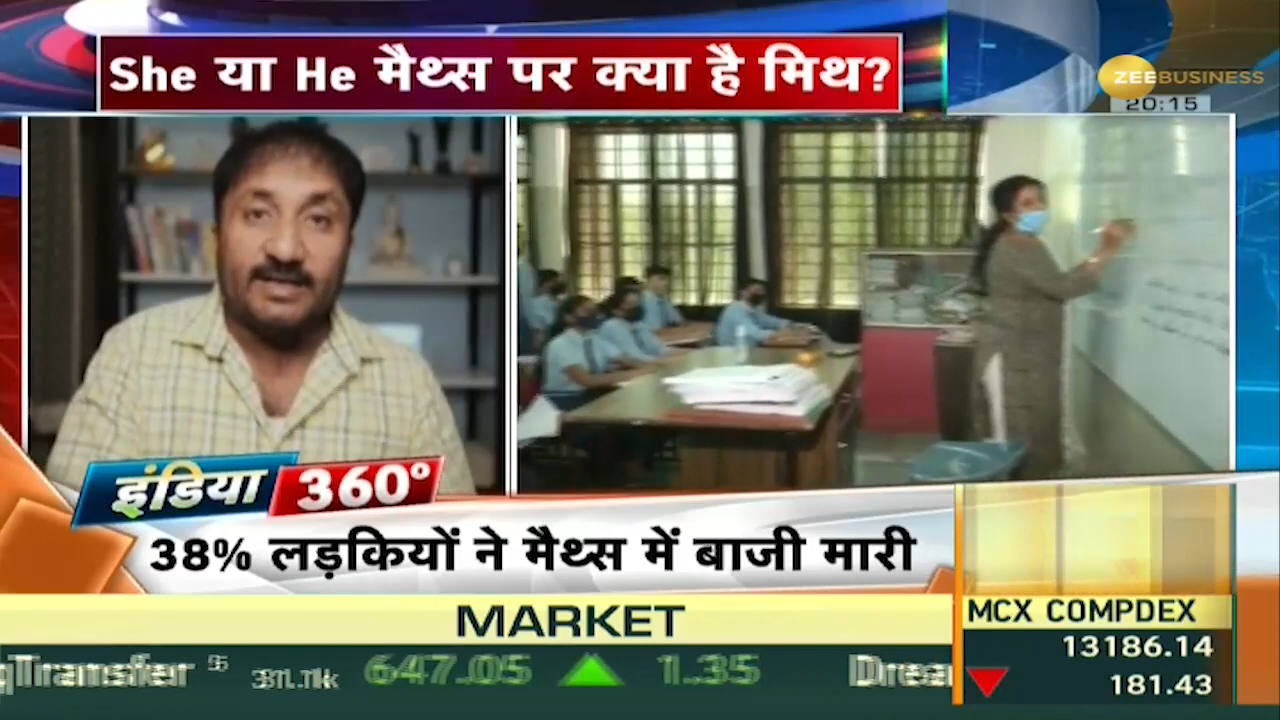 She या He मैथ्स पर क्या है मिथ?
ZEEBUSINESS
20:15
इंडिया 360°
38% लड़कियों ने मैथ्स में बाजी मारी
MARKET
MCX COMPDEX
13186.14
181.43
647.05 1.35